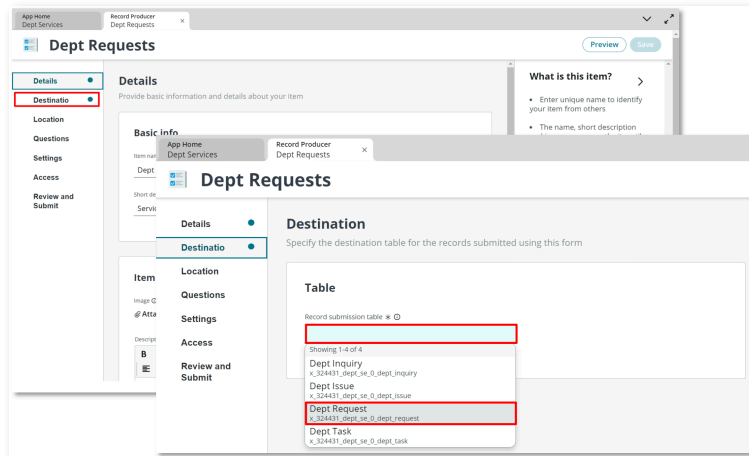 App Home
Dept Services
Record Producer
Dept Requests
×
Dept Requests
Preview
Save
Details
Destinatio
Location
Questions
Settings
Access
Review and
Submit
Details
Provide basic information and details about your item
Basic info
Item nam
Dept
Short de
Servic
Item
Image
Atta
Descript
B
What is this item?
• Enter unique name to identify
your item from others
• The name, short description
App Home
Dept Services
Record Producer
Dept Requests
×
Dept Requests
Details
Destinatio
Location
Questions
Settings
Access
Review and
Submit
Destination
Specify the destination table for the records submitted using this form
Table
Record submission table
Showing 1-4 of 4
Dept Inquiry
x_324431_dept_se_0_dept_inquiry
Dept Issue
x_324431_dept_se_0_dept_issue
Dept Request
x_324431_dept_se_0_dept_request
Dept Task
x_324431_dept_se_0_dept_task